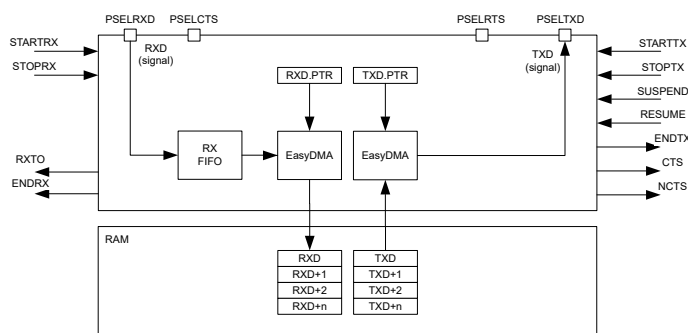 PSELRXD PSELCTS PSELRTS PSELTXD
STARTRX
STOPRX
RXD
(signal)
TXD
(signal)
STARTTX
STOPTX
SUSPEND
RESUME
RXD.PTR TXD.PTR
RX
FIFO
EasyDMA EasyDMA
RXTO
ENDRX
ENDTX
CTS
NCTS
RAM
RXD TXD
RXD+1 TXD+1
RXD+2 TXD+2
RXD+n TXD+n